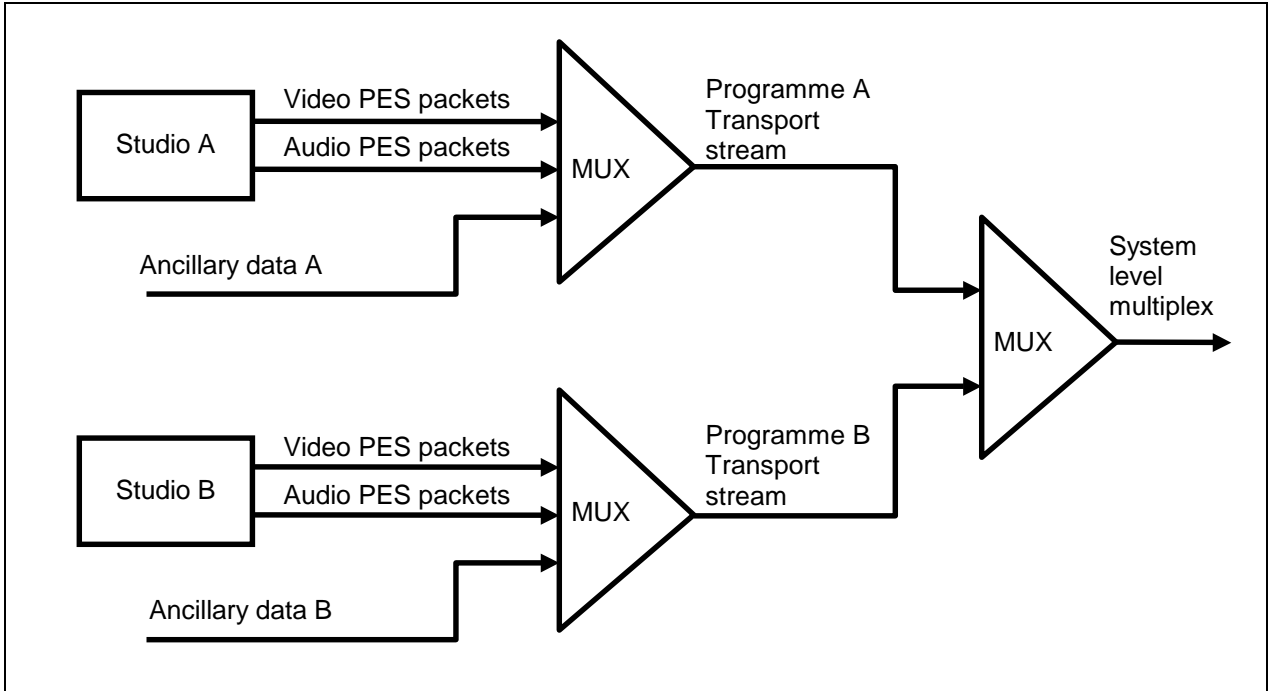 Studio A
Video PES packets
Audio PES packets
Ancillary data A
MUX
Programme A
Transport
stream
Studio B
Video PES packets
Audio PES packets
Ancillary data B
MUX
Programme B
Transport
stream
MUX
System
level
multiplex